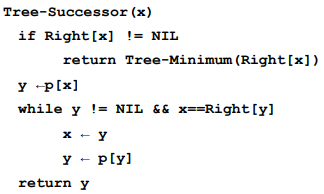 Tree-Successor(x)
if Right[x] != NIL
return Tree-Minimum(Right[x])
y ←p[x]
while y != NIL && x==Right[y]
x ← y
y ← p[y]
return y